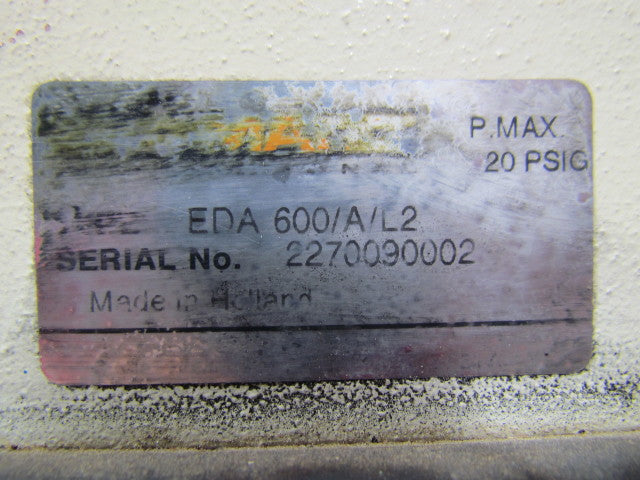 P.MAX.
20 PSIG
EDA 600/A/L2
SERIAL No. 2270090002
Made in Holland